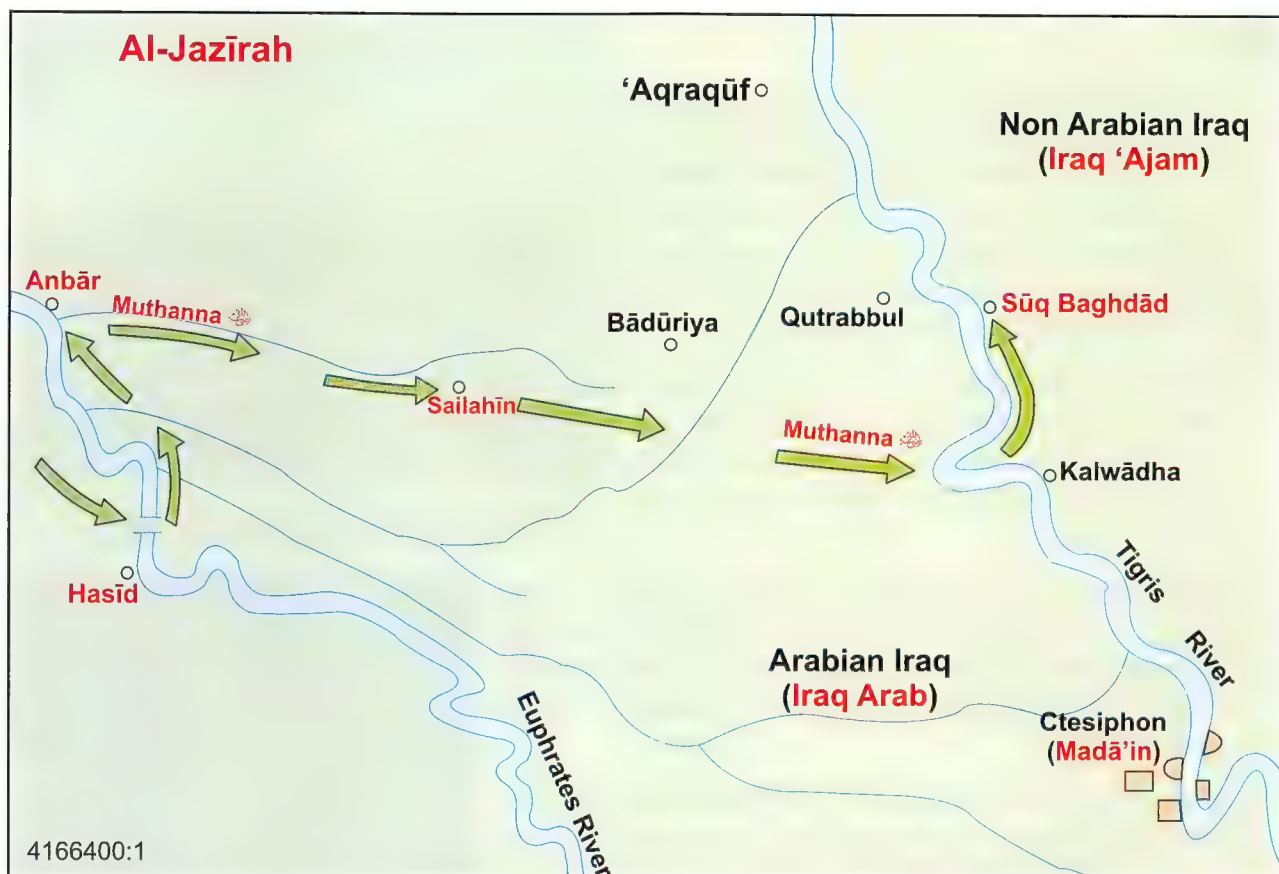 Al-Jazīrah
‘Aqraqūf
Non Arabian Iraq
(Iraq ‘Ajam)
Anbār
Muthanna
Bādūriya
Qutrabbul
Sūq Baghdād
Sailahīn
Muthanna
Kalwādha
Hasīd
Tigris
River
Arabian Iraq
(Iraq Arab)
Euphrates River
Ctesiphon
(Madā’in)
4166400:1